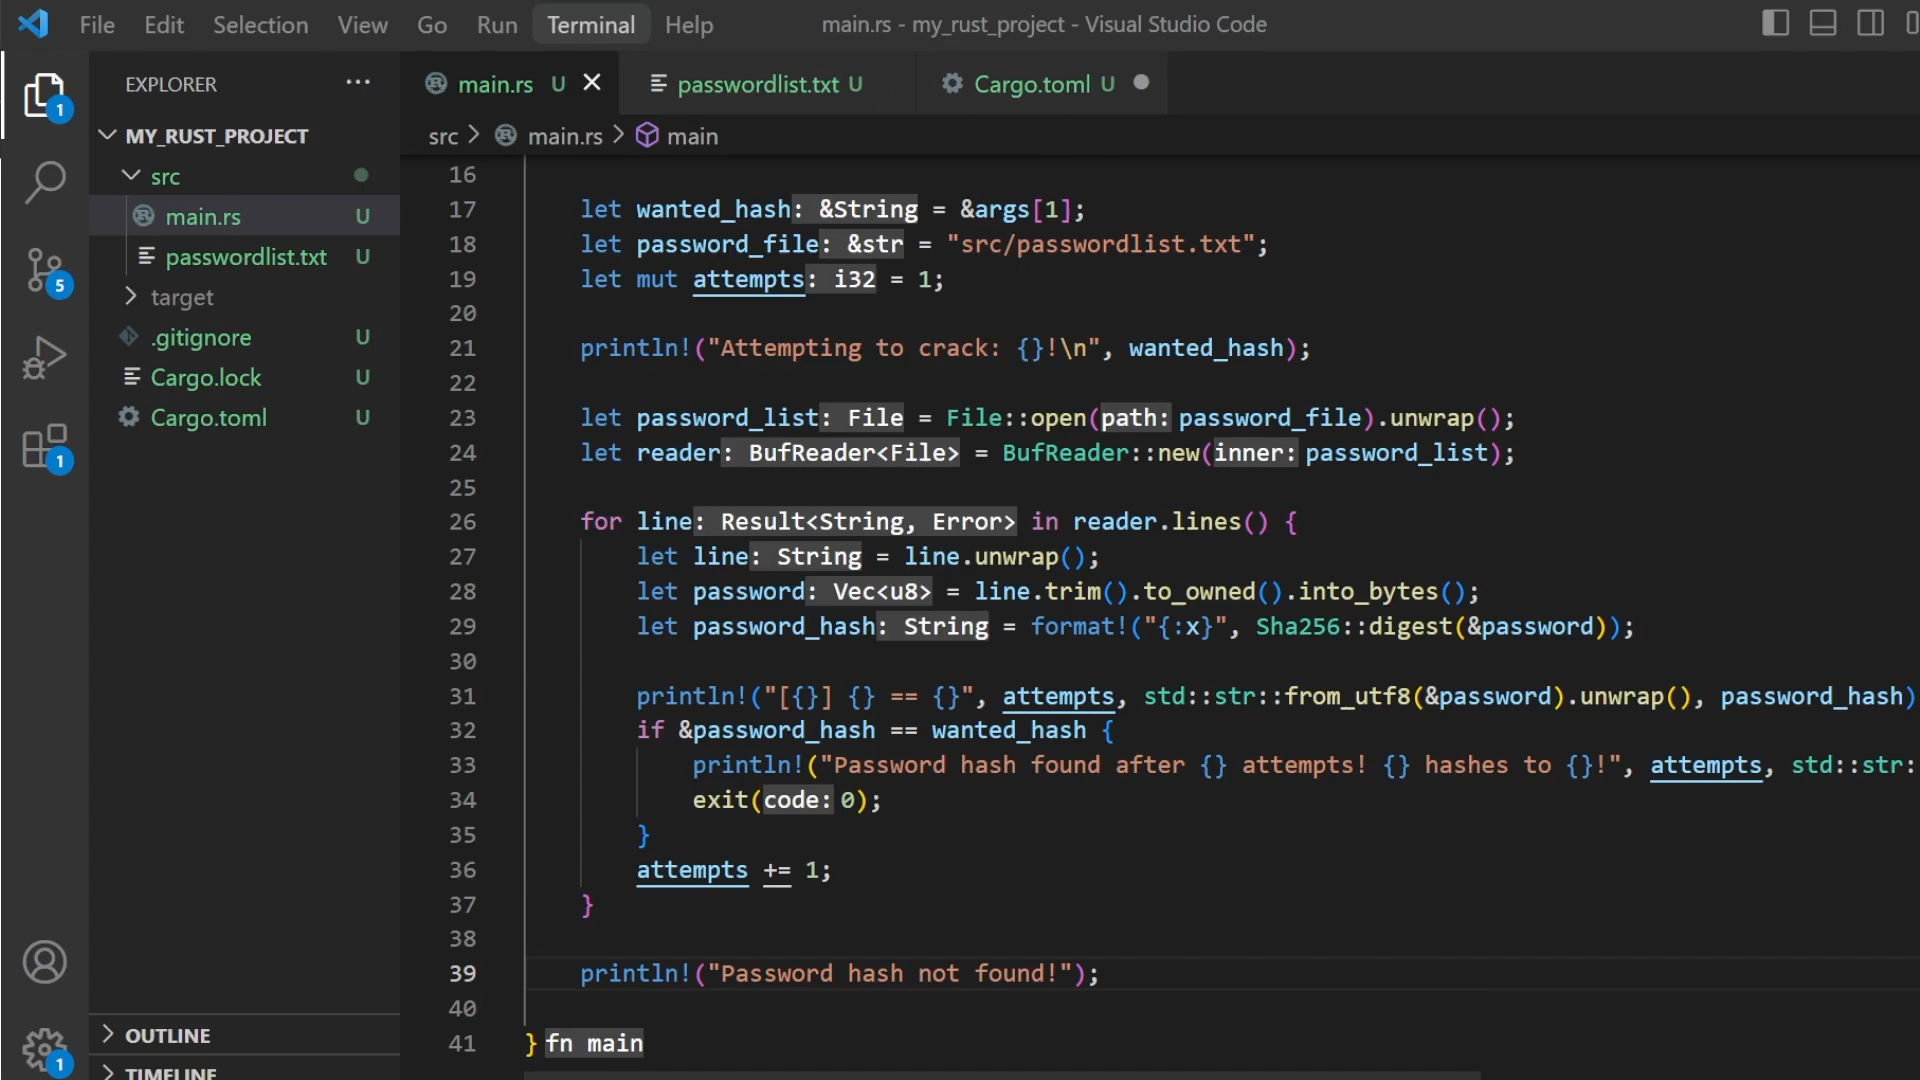 File Edit Selection View Go Run Terminal Help main.rs - my_rust_project - Visual Studio Code
EXPLORER
1
MY_RUST_PROJECT
src
main.rs U
passwordlist.txt U
5
target
.gitignore U
Cargo.lock U
Cargo.toml U
1
OUTLINE
1
TIMELINE
main.rs U passwordlist.txt U Cargo.toml U
src main.rs main
16
17 let wanted_hash: &String = &args[1];
18 let password_file: &str = "src/passwordlist.txt";
19 let mut attempts: i32 = 1;
20
21 println!("Attempting to crack: {}!\n", wanted_hash);
22
23 let password_list: File = File::open(path: password_file).unwrap();
24 let reader: BufReader<File> = BufReader::new(inner: password_list);
25
26 for line: Result<String, Error> in reader.lines() {
27 let line: String = line.unwrap();
28 let password: Vec<u8> = line.trim().to_owned().into_bytes();
29 let password_hash: String = format!("{:x}", Sha256::digest(&password));
30
31 println!("[{}] {} == {}", attempts, std::str::from_utf8(&password).unwrap(), password_hash)
32 if &password_hash == wanted_hash {
33 println!("Password hash found after {} attempts! {} hashes to {}!", attempts, std::str:
34 exit(code: 0);
35 }
36 attempts += 1;
37 }
38
39 println!("Password hash not found!");
40
41 } fn main